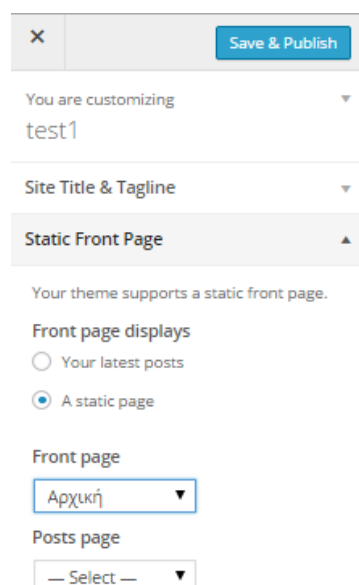 ×
Save & Publish
You are customizing
test1
Site Title & Tagline
Static Front Page
Your theme supports a static front page.
Front page displays
Your latest posts
A static page
Front page
Αρχική
Posts page
— Select —